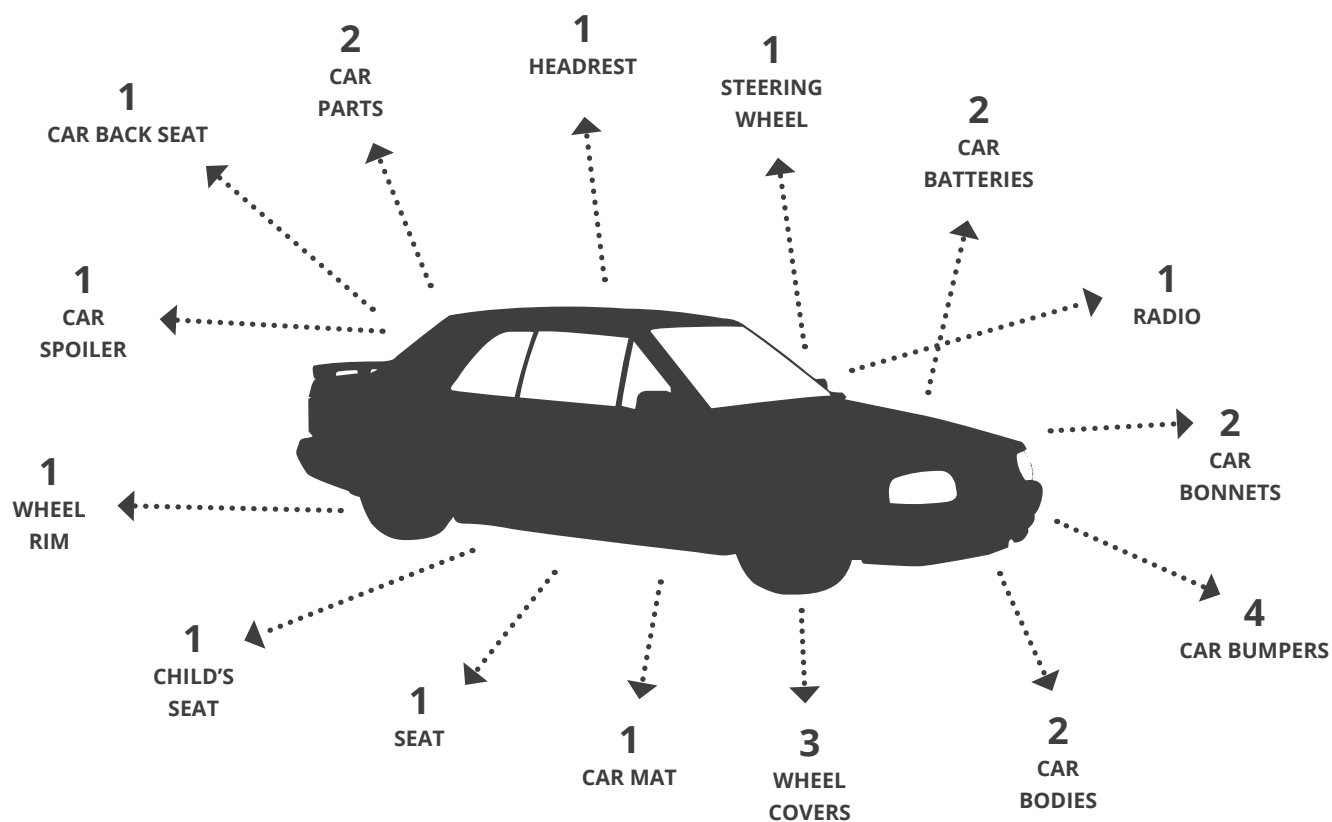 1
HEADREST
2
CAR
PARTS
1
STEERING
WHEEL
1
CAR BACK SEAT
2
CAR
BATTERIES
1
CAR
SPOILER
1
RADIO
2
CAR
BONNETS
1
WHEEL
RIM
4
CAR BUMPERS
1
CHILD’S
SEAT
1
SEAT
1
CAR MAT
3
WHEEL
COVERS
2
CAR
BODIES